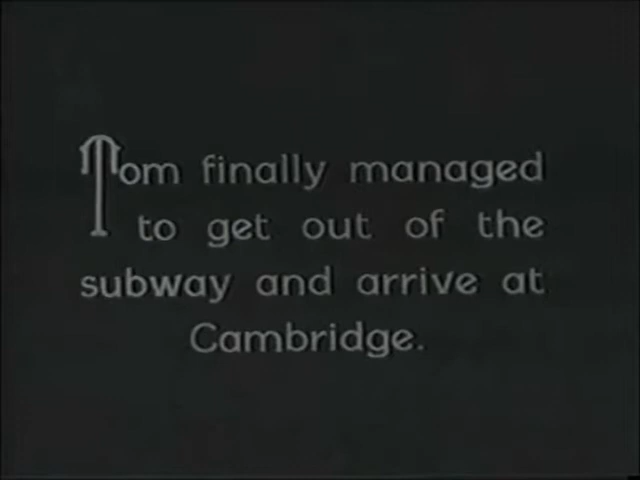 Tom finally managed
to get out of the
subway and arrive at
Cambridge.